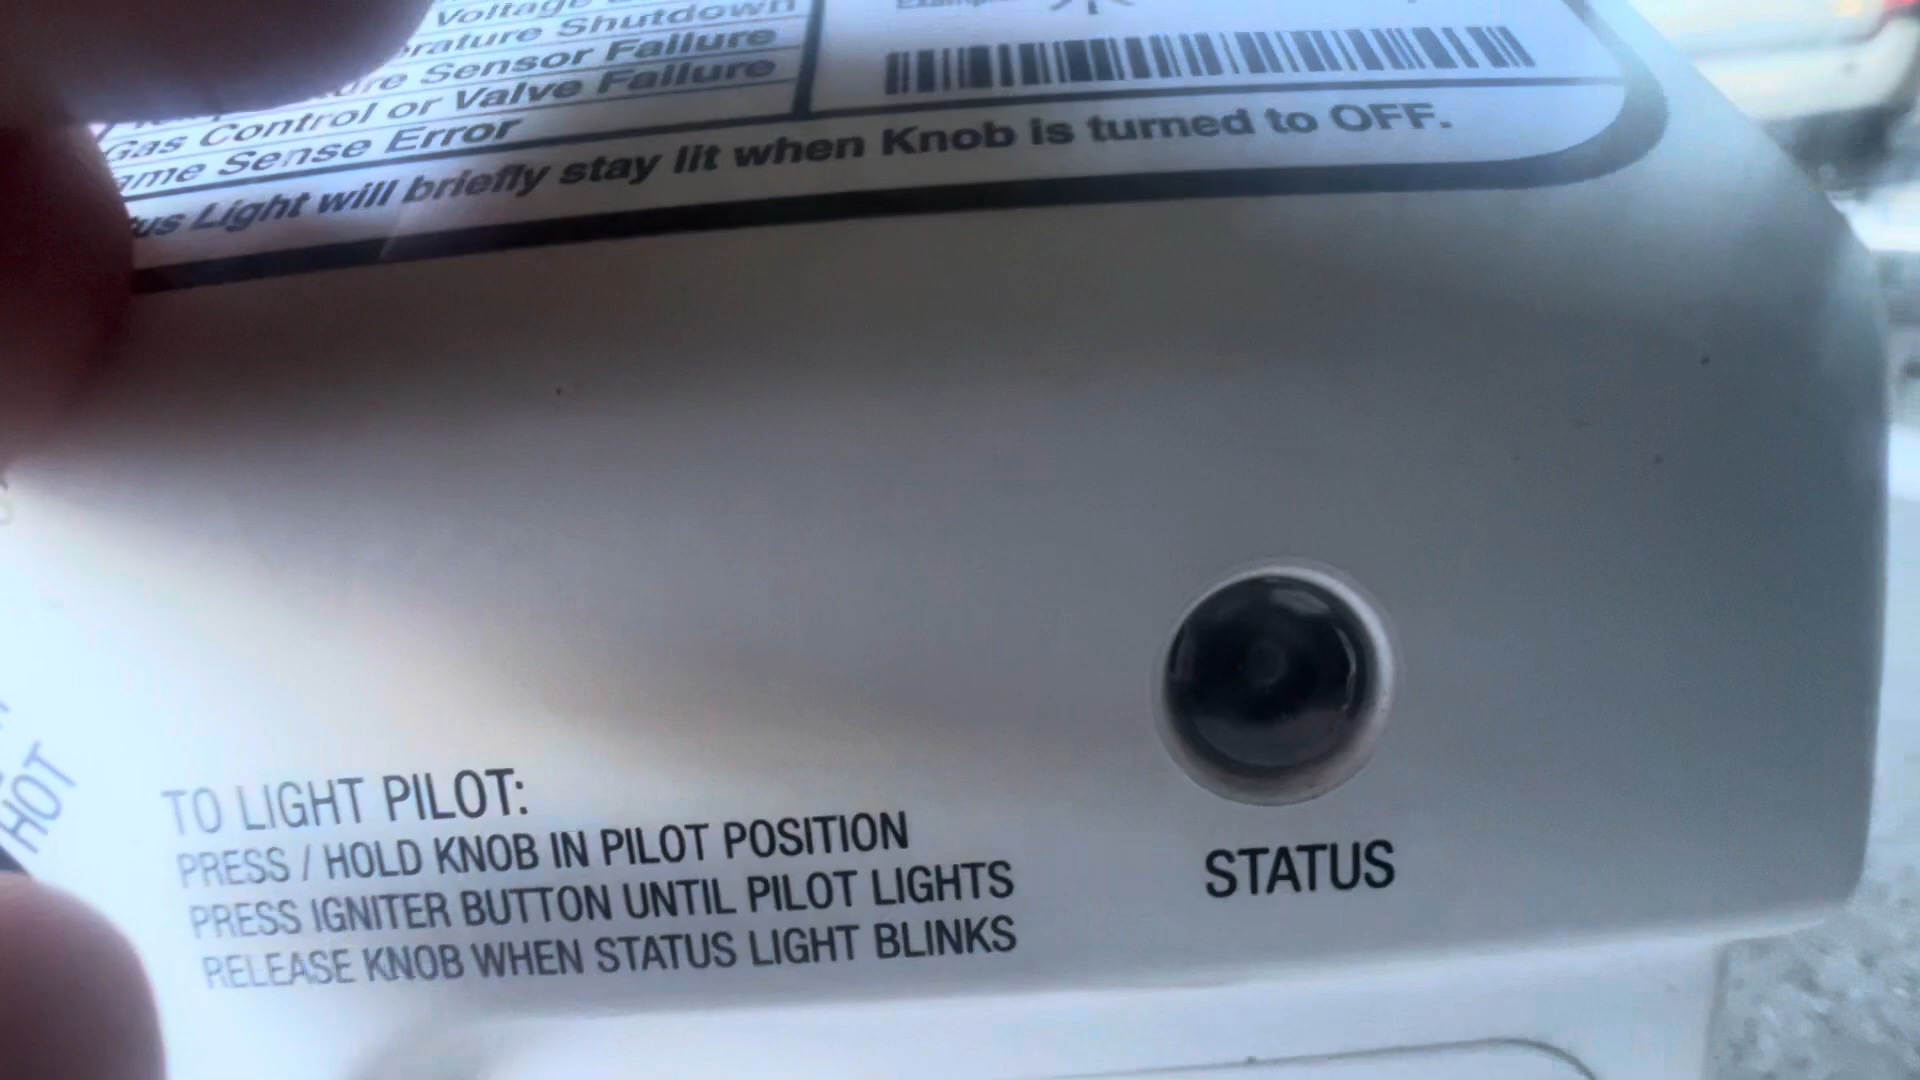 Voltage
Shutdown
Sensor Failure
Gas Control or Valve Failure
Sense Error
Light will briefly stay lit when Knob is turned to OFF.
HOT
TO LIGHT PILOT:
PRESS / HOLD KNOB IN PILOT POSITION
PRESS IGNITER BUTTON UNTIL PILOT LIGHTS
RELEASE KNOB WHEN STATUS LIGHT BLINKS
STATUS